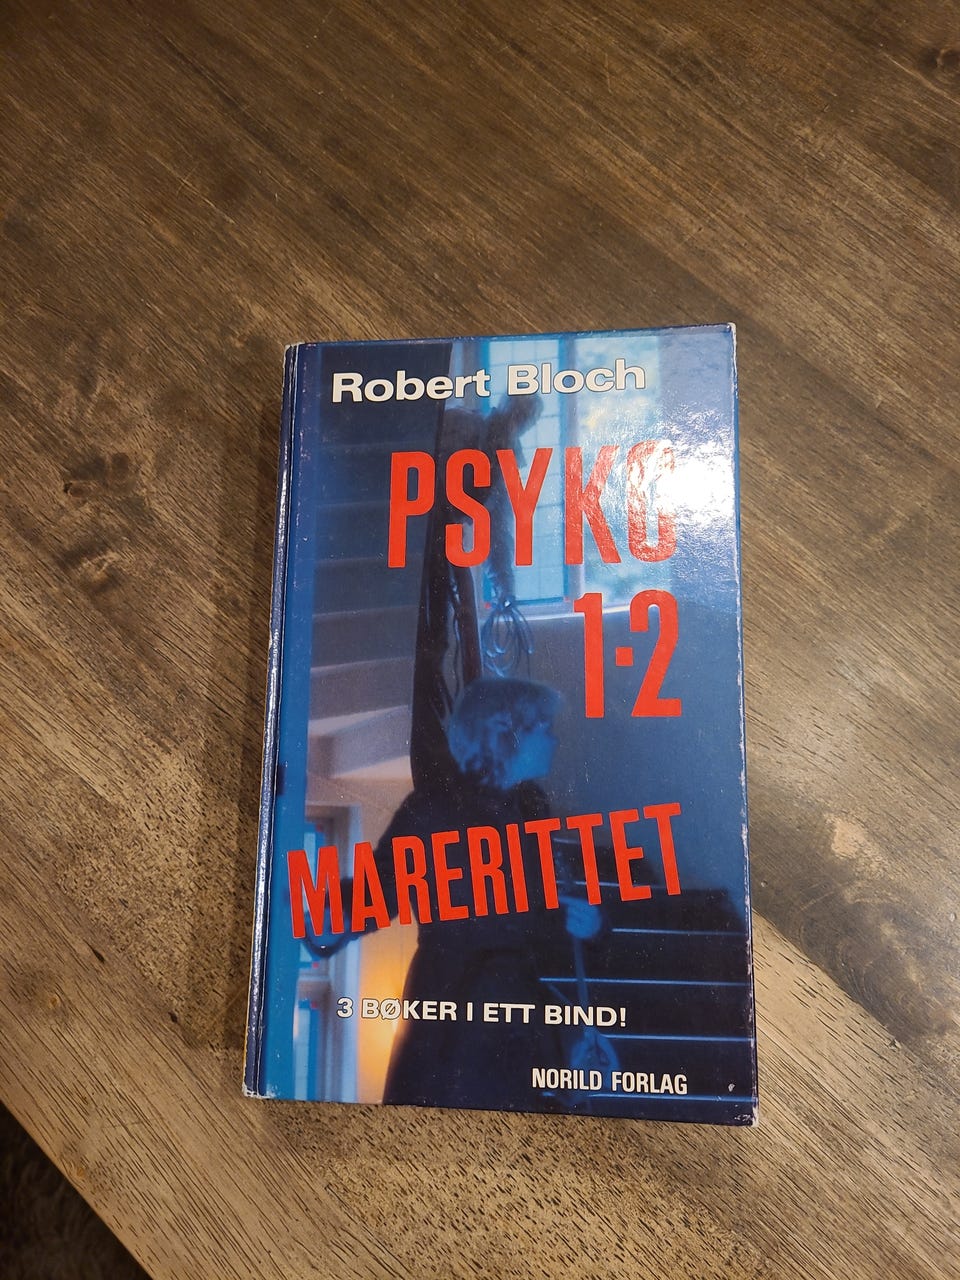 Robert Bloch
PSYKO
1·2
MARERITTET
3 BØKER I ETT BIND!
NORILD FORLAG